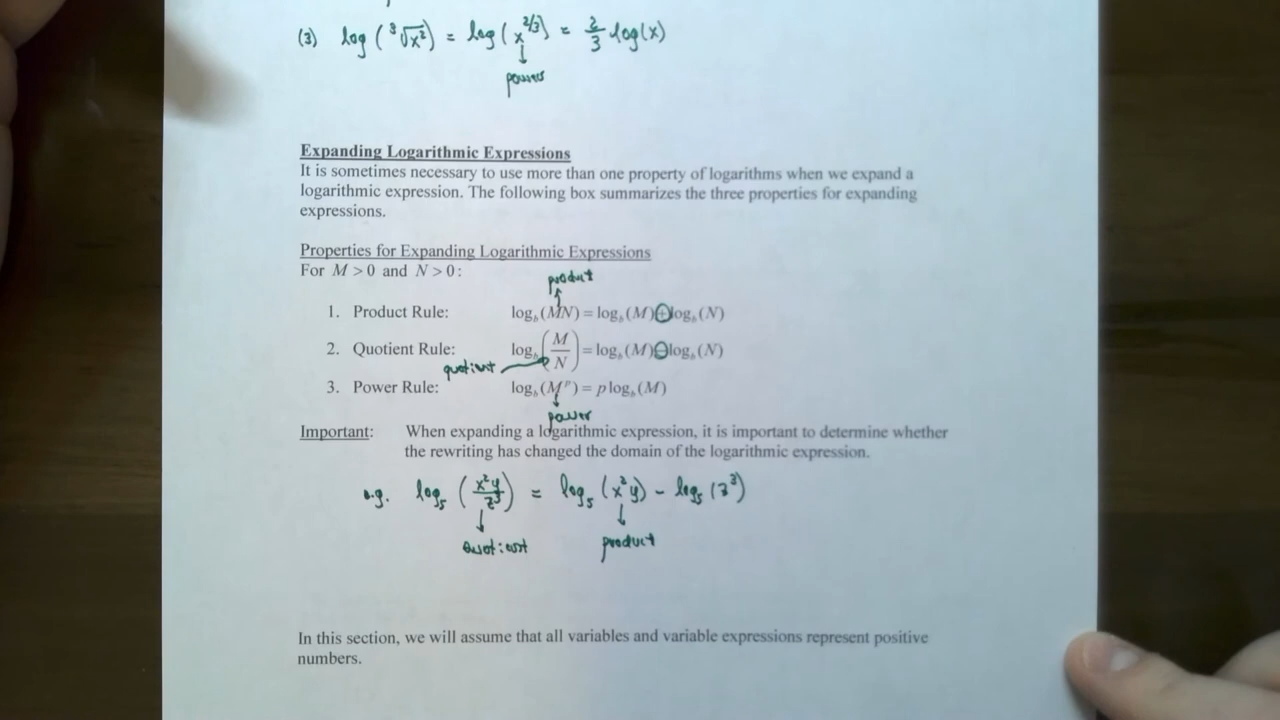 (3) log (³√x²) = log(x^2/3) = 2/3 log(x)
power
Expanding Logarithmic Expressions
It is sometimes necessary to use more than one property of logarithms when we expand a
logarithmic expression. The following box summarizes the three properties for expanding
expressions.
Properties for Expanding Logarithmic Expressions
For M > 0 and N > 0:
product
1. Product Rule: log_b(MN) = log_b(M) + log_b(N)
2. Quotient Rule: log_b(M/N) = log_b(M) − log_b(N)
quotient
3. Power Rule: log_b(M^p) = p log_b(M)
power
Important: When expanding a logarithmic expression, it is important to determine whether
the rewriting has changed the domain of the logarithmic expression.
e.g. log₅ (x²y/z³) = log₅ (x²y) − log₅ (z³)
Quotient product
In this section, we will assume that all variables and variable expressions represent positive
numbers.